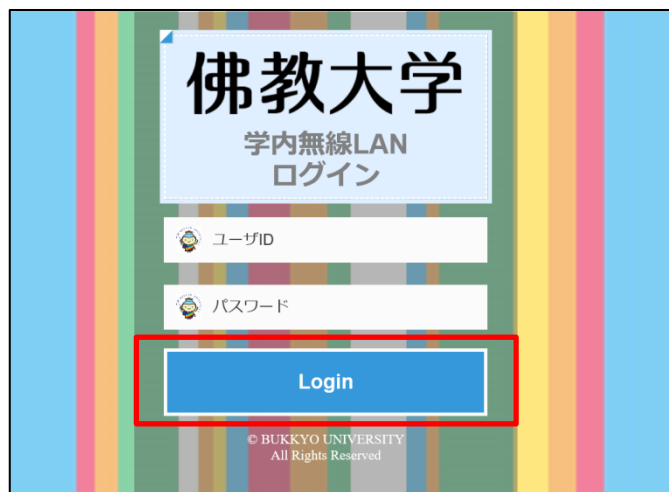 佛教大学
学内無線LAN
ログイン
ユーザID
パスワード
Login
© BUKKYO UNIVERSITY
All Rights Reserved